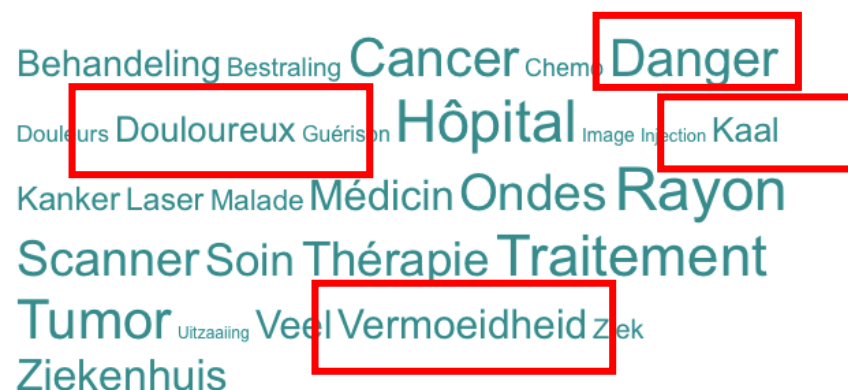 Behandeling Bestraling Cancer Chemo Danger
Douleurs Douloureux Guérison Hôpital Image Injection Kaal
Kanker Laser Malade Médicin Ondes Rayon
Scanner Soin Thérapie Traitement
Tumor Uitzaaiing Veel Vermoeidheid Ziek
Ziekenhuis